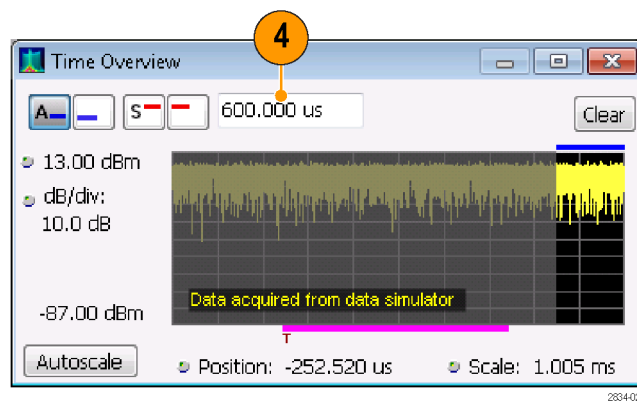 4
Time Overview
A
S
600.000 us
Clear
13.00 dBm
dB/div:
10.0 dB
-87.00 dBm
Data acquired from data simulator
T
Autoscale
Position: -252.520 us
Scale: 1.005 ms